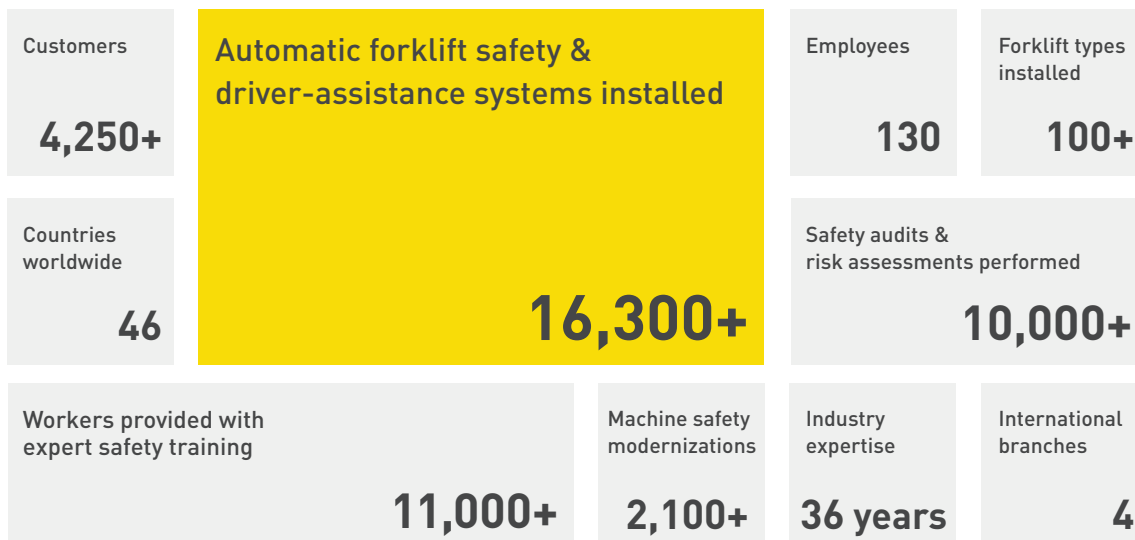 Customers
4,250+
Automatic forklift safety &
driver-assistance systems installed
16,300+
Employees
130
Forklift types
installed
100+
Countries
worldwide
46
Safety audits &
risk assessments performed
10,000+
Workers provided with
expert safety training
11,000+
Machine safety
modernizations
2,100+
Industry
expertise
36 years
International
branches
4